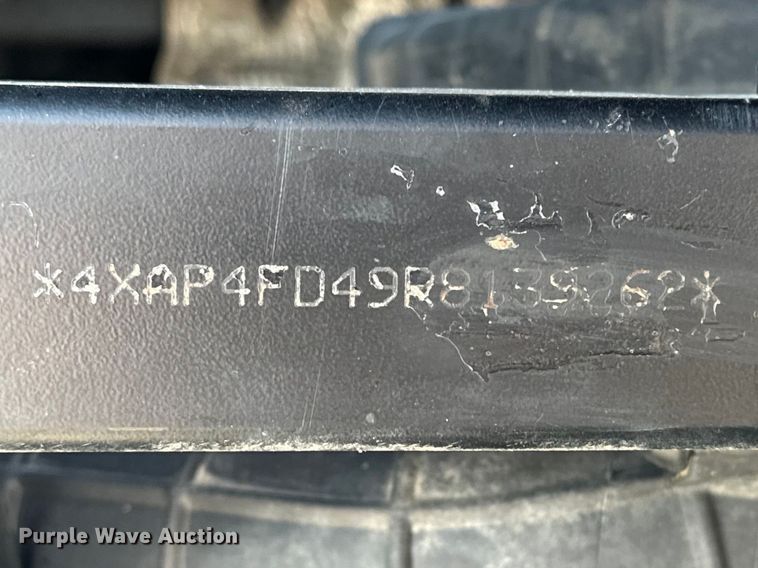 *4XAP4FD49R8139262*
Purple Wave Auction